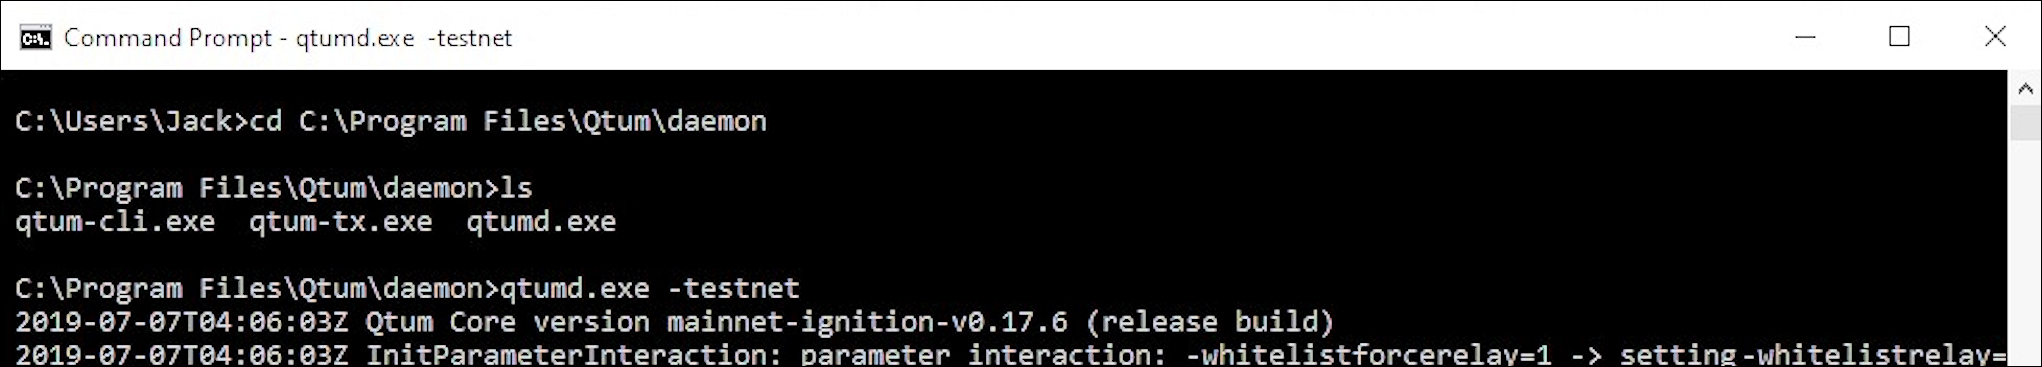 C:\. Command Prompt - qtumd.exe -testnet
C:\Users\Jack>cd C:\Program Files\Qtum\daemon
C:\Program Files\Qtum\daemon>ls
qtum-cli.exe  qtum-tx.exe  qtumd.exe
C:\Program Files\Qtum\daemon>qtumd.exe -testnet
2019-07-07T04:06:03Z Qtum Core version mainnet-ignition-v0.17.6 (release build)
2019-07-07T04:06:03Z InitParameterInteraction: parameter interaction: -whitelistforcerelay=1 -> setting -whitelistrelay=